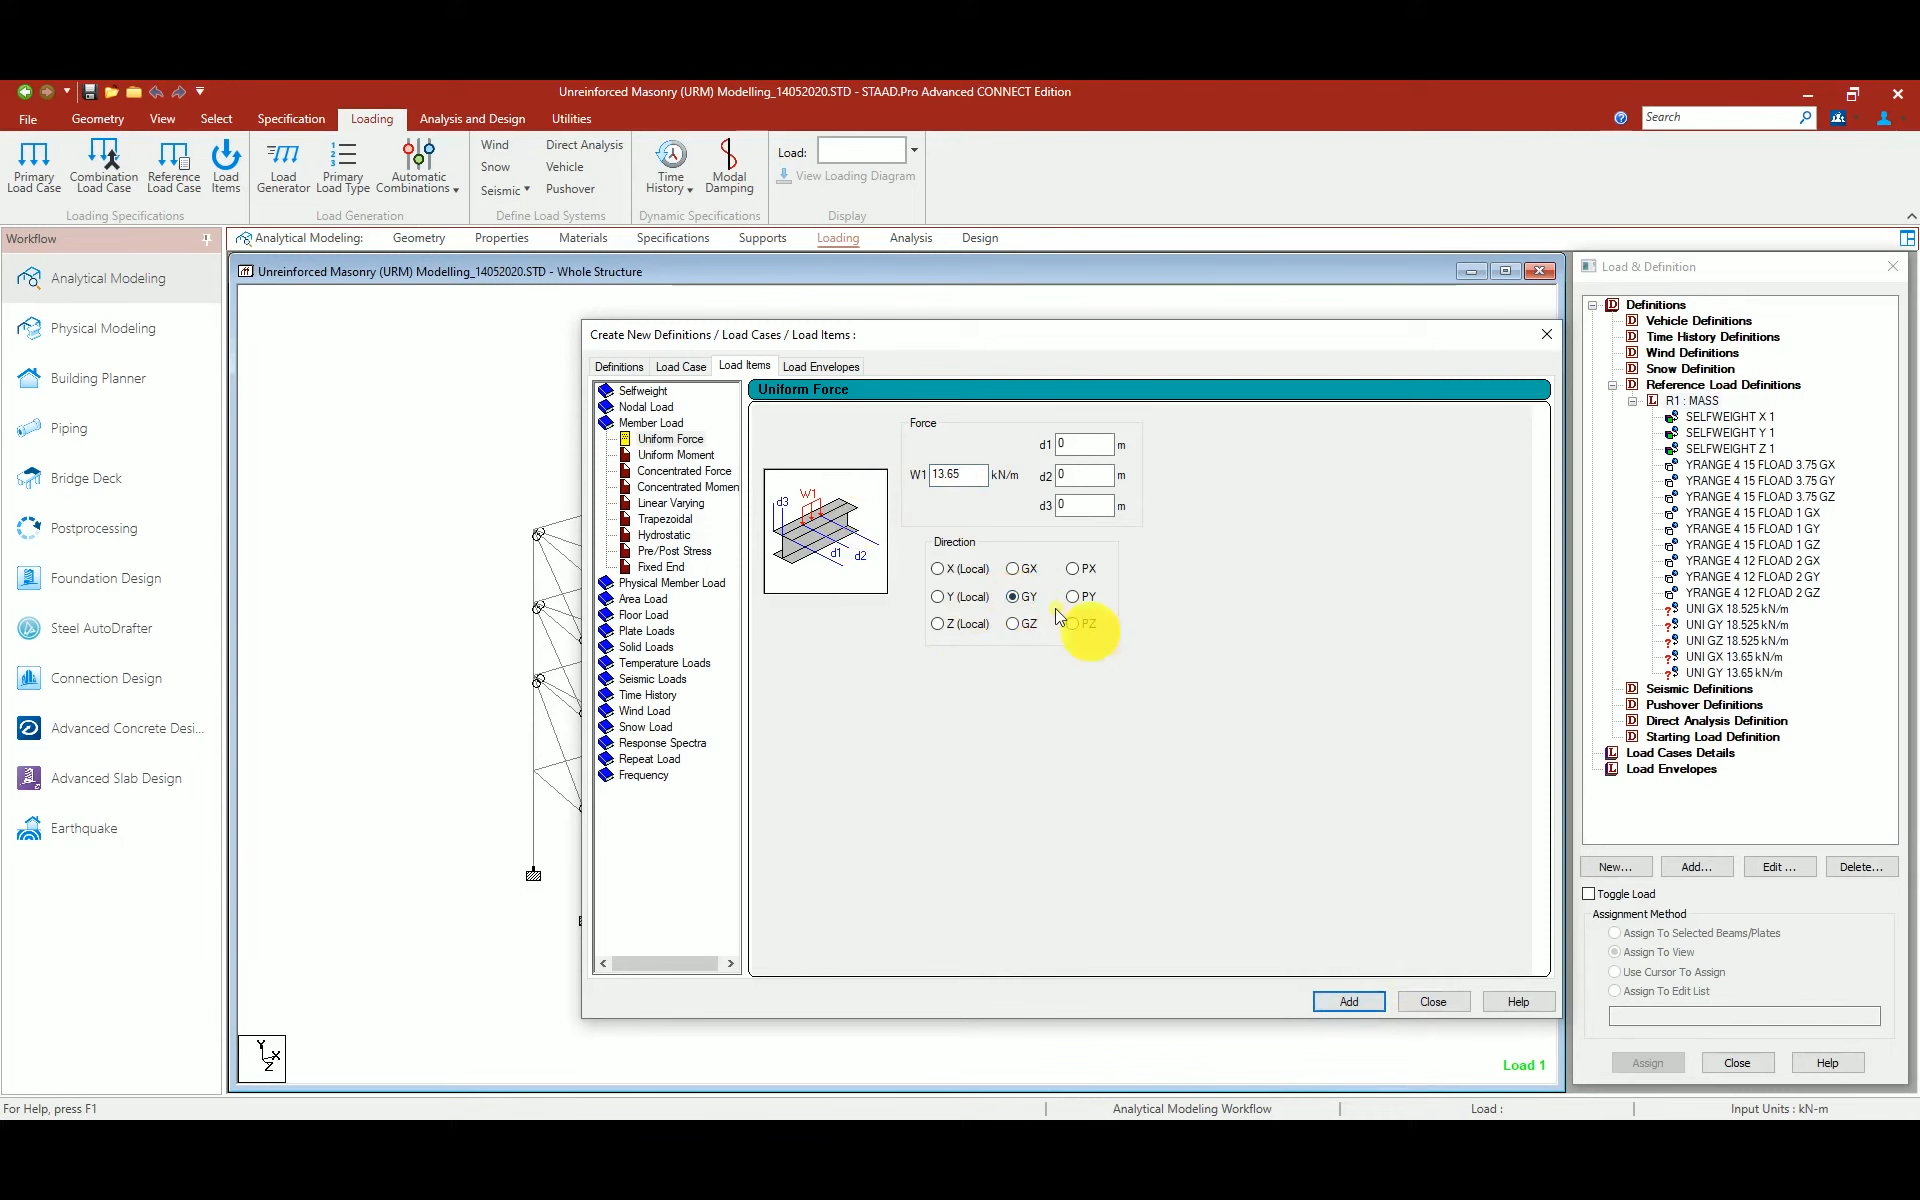 Unreinforced Masonry (URM) Modelling_14052020.STD - STAAD.Pro Advanced CONNECT Edition
File Geometry View Select Specification Loading Analysis and Design Utilities
Search
Primary Load Case
Combination Load Case
Reference Load Case
Load Items
Loading Specifications
Load Generator
Primary Load Type
Automatic Combinations
Load Generation
Wind
Snow
Seismic
Direct Analysis
Vehicle
Pushover
Define Load Systems
Time History
Modal Damping
Dynamic Specifications
Load:
View Loading Diagram
Display
Workflow
Analytical Modeling
Physical Modeling
Building Planner
Piping
Bridge Deck
Postprocessing
Foundation Design
Steel AutoDrafter
Connection Design
Advanced Concrete Desi...
Advanced Slab Design
Earthquake
Analytical Modeling: Geometry Properties Materials Specifications Supports Loading Analysis Design
Unreinforced Masonry (URM) Modelling_14052020.STD - Whole Structure
Create New Definitions / Load Cases / Load Items :
Definitions Load Case Load Items Load Envelopes
Selfweight
Nodal Load
Member Load
Uniform Force
Uniform Moment
Concentrated Force
Concentrated Momen
Linear Varying
Trapezoidal
Hydrostatic
Pre/Post Stress
Fixed End
Physical Member Load
Area Load
Floor Load
Plate Loads
Solid Loads
Temperature Loads
Seismic Loads
Time History
Wind Load
Snow Load
Response Spectra
Repeat Load
Frequency
Uniform Force
W1
d3
d1 d2
Force
d1 0 m
W1 13.65 kN/m
d2 0 m
d3 0 m
Direction
X (Local) GX PX
Y (Local) GY PY
Z (Local) GZ PZ
Add Close Help
Y
X
Z
Load 1
Load & Definition
Definitions
Vehicle Definitions
Time History Definitions
Wind Definitions
Snow Definition
Reference Load Definitions
R1 : MASS
SELFWEIGHT X 1
SELFWEIGHT Y 1
SELFWEIGHT Z 1
YRANGE 4 15 FLOAD 3.75 GX
YRANGE 4 15 FLOAD 3.75 GY
YRANGE 4 15 FLOAD 3.75 GZ
YRANGE 4 15 FLOAD 1 GX
YRANGE 4 15 FLOAD 1 GY
YRANGE 4 15 FLOAD 1 GZ
YRANGE 4 12 FLOAD 2 GX
YRANGE 4 12 FLOAD 2 GY
YRANGE 4 12 FLOAD 2 GZ
UNI GX 18.525 kN/m
UNI GY 18.525 kN/m
UNI GZ 18.525 kN/m
UNI GX 13.65 kN/m
UNI GY 13.65 kN/m
Seismic Definitions
Pushover Definitions
Direct Analysis Definition
Starting Load Definition
Load Cases Details
Load Envelopes
New... Add... Edit ... Delete...
Toggle Load
Assignment Method
Assign To Selected Beams/Plates
Assign To View
Use Cursor To Assign
Assign To Edit List
Assign Close Help
For Help, press F1
Analytical Modeling Workflow
Load :
Input Units : kN-m